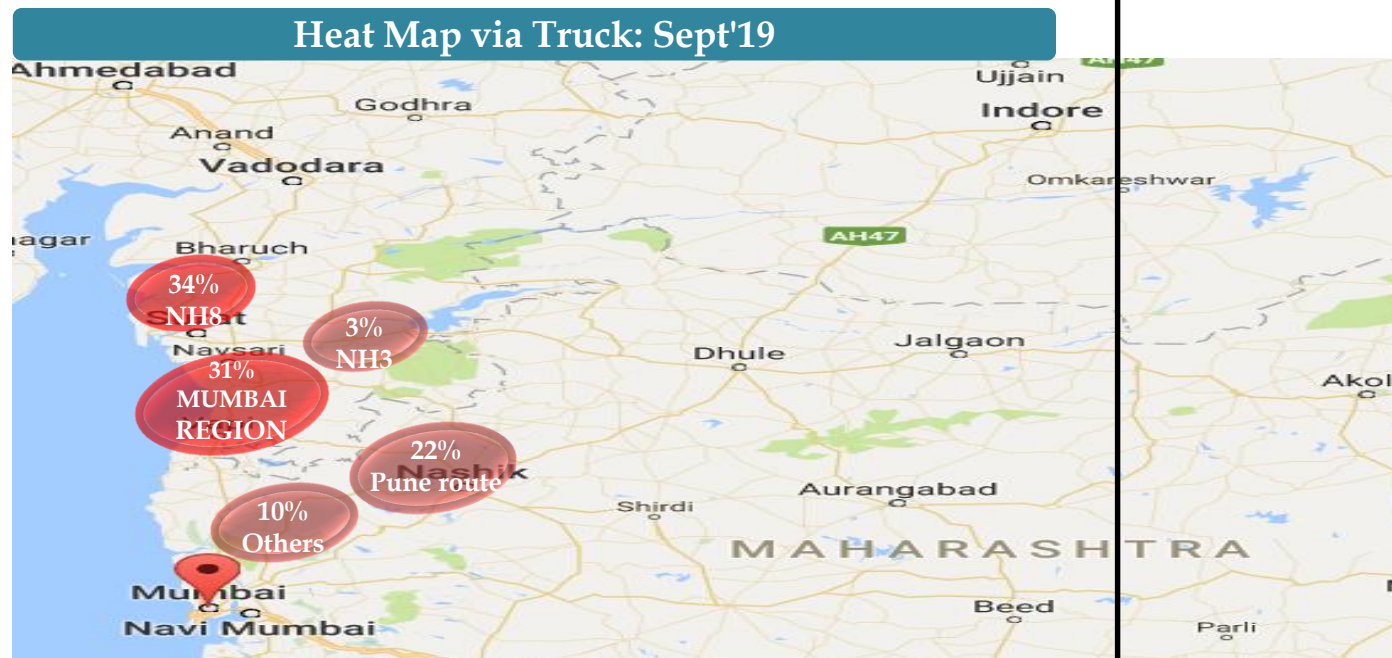 Heat Map via Truck: Sept'19
Ahmedabad
Ujjain
AH47
Godhra
Indore
Anand
Vadodara
Omkareshwar
agar
Bharuch
AH47
34%
NH8
Surat
3%
NH3
Navsari
Dhule
Jalgaon
31%
MUMBAI
REGION
Akol
22%
Pune route
Nashik
Aurangabad
Shirdi
10%
Others
MAHARASHTRA
Mumbai
Navi Mumbai
Beed
Parli